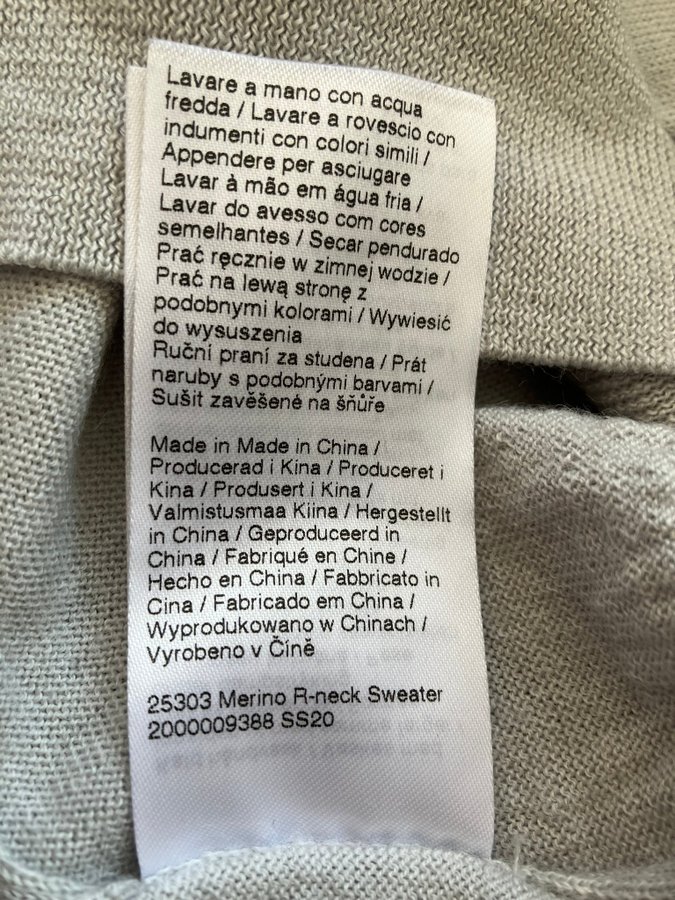 Lavare a mano con acqua
fredda / Lavare a rovescio con
indumenti con colori simili /
Appendere per asciugare
Lavar à mão em água fria /
Lavar do avesso com cores
semelhantes / Secar pendurado
Prać ręcznie w zimnej wodzie /
Prać na lewą stronę z
podobnymi kolorami / Wywiesić
do wysuszenia
Ruční praní za studena / Prát
naruby s podobnými barvami /
Sušit zavěšené na šňůře
Made in Made in China /
Producerad i Kina / Produceret i
Kina / Produsert i Kina /
Valmistusmaa Kiina / Hergestellt
in China / Geproduceerd in
China / Fabriqué en Chine /
Hecho en China / Fabbricato in
Cina / Fabricado em China /
Wyprodukowano w Chinach /
Vyrobeno v Číně
25303 Merino R-neck Sweater
2000009388 SS20